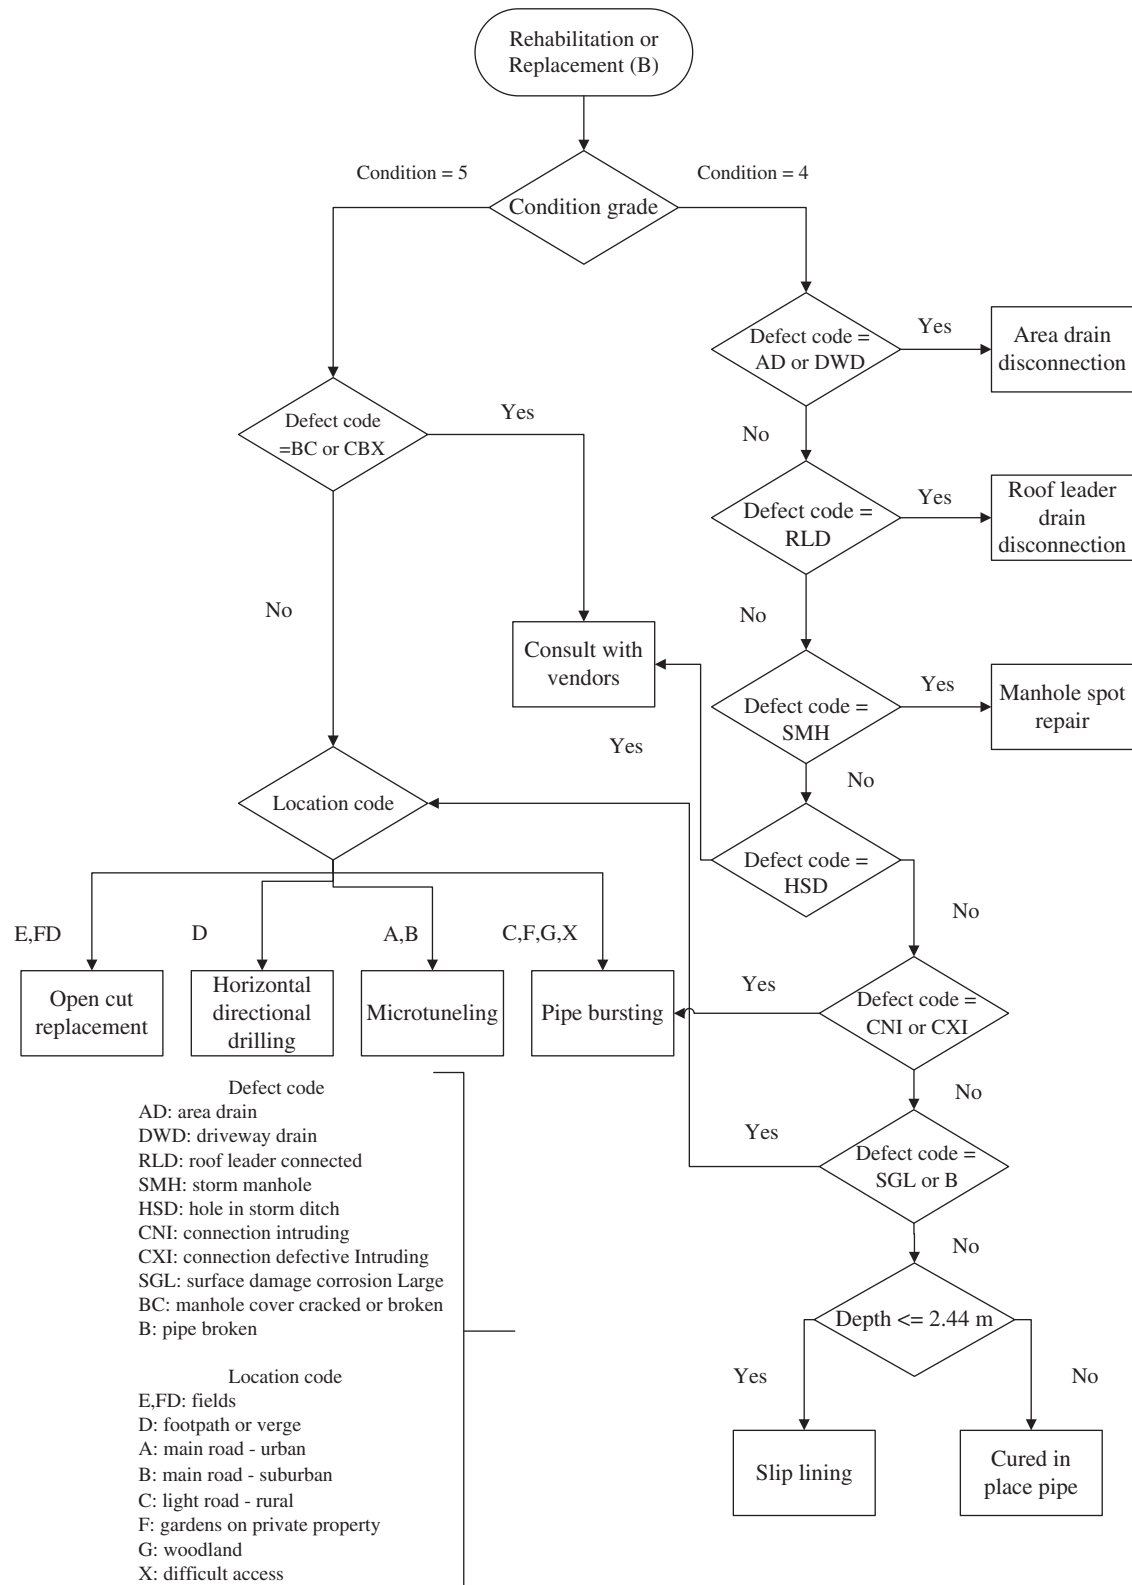 Rehabilitation or
Replacement (B)
Condition = 5
Condition = 4
Condition grade
Defect code =
AD or DWD
Yes
Area drain
disconnection
Defect code
=BC or CBX
Yes
No
Defect code =
RLD
Yes
Roof leader
drain
disconnection
No
No
Consult with
vendors
Defect code =
SMH
Yes
Manhole spot
repair
Yes
No
Location code
Defect code =
HSD
No
E,FD
D
A,B
C,F,G,X
Open cut
replacement
Horizontal
directional
drilling
Microtuneling
Pipe bursting
Yes
Defect code =
CNI or CXI
No
Yes
Defect code =
SGL or B
No
Depth <= 2.44 m
Yes
No
Slip lining
Cured in
place pipe
Defect code
AD: area drain
DWD: driveway drain
RLD: roof leader connected
SMH: storm manhole
HSD: hole in storm ditch
CNI: connection intruding
CXI: connection defective Intruding
SGL: surface damage corrosion Large
BC: manhole cover cracked or broken
B: pipe broken
Location code
E,FD: fields
D: footpath or verge
A: main road - urban
B: main road - suburban
C: light road - rural
F: gardens on private property
G: woodland
X: difficult access